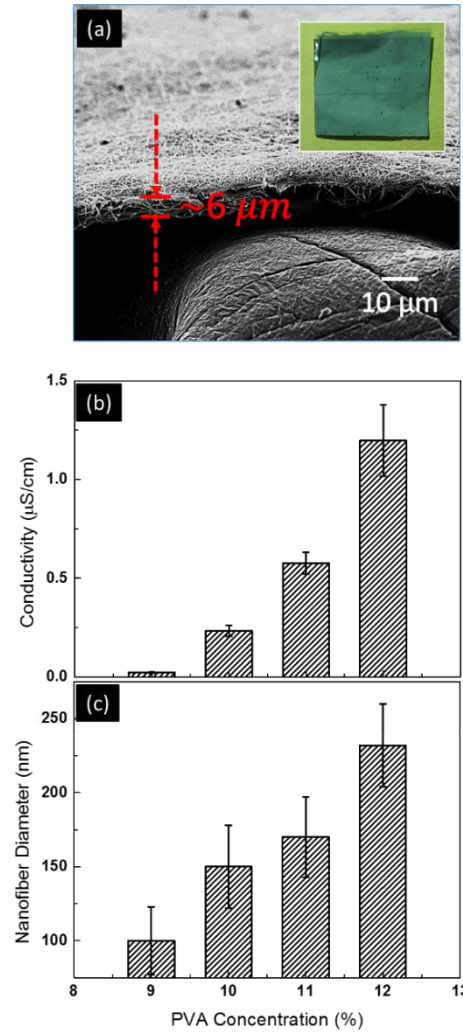 (a)
~6 μm
10 μm
(b)
1.5
1.0
0.5
0.0
Conductivity (μS/cm)
(c)
250
200
150
100
Nanofiber Diameter (nm)
8 9 10 11 12 13
PVA Concentration (%)